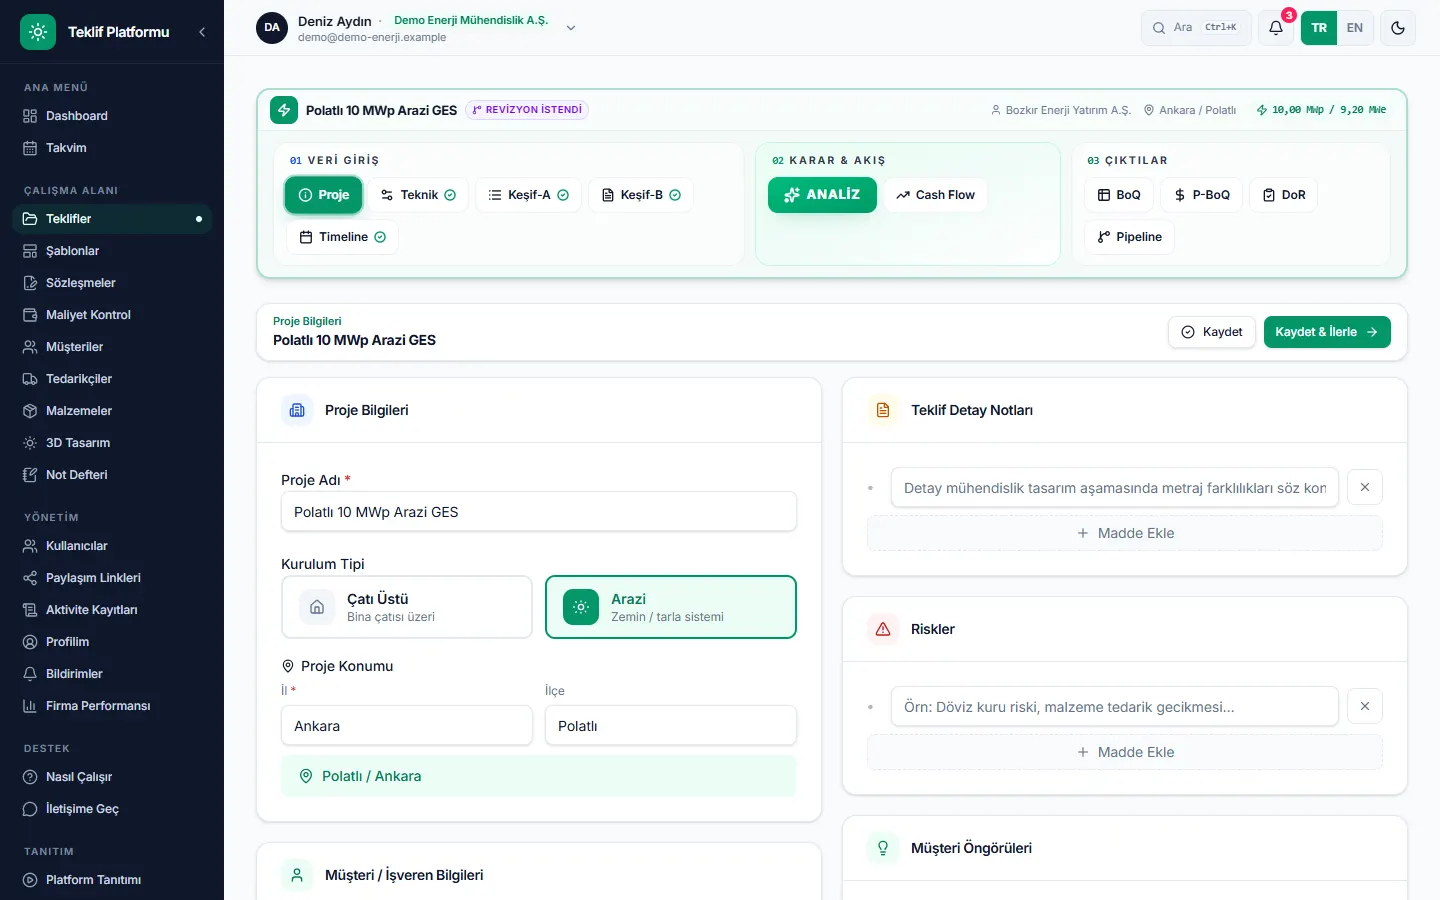 Teklif Platformu
ANA MENÜ
Dashboard
Takvim
ÇALIŞMA ALANI
Teklifler
Şablonlar
Sözleşmeler
Maliyet Kontrol
Müşteriler
Tedarikçiler
Malzemeler
3D Tasarım
Not Defteri
YÖNETİM
Kullanıcılar
Paylaşım Linkleri
Aktivite Kayıtları
Profilim
Bildirimler
Firma Performansı
DESTEK
Nasıl Çalışır
İletişime Geç
TANITIM
Platform Tanıtımı
DA
Deniz Aydın · Demo Enerji Mühendislik A.Ş.
demo@demo-enerji.example
Ara Ctrl+K
3
TR EN
Polatlı 10 MWp Arazi GES REVİZYON İSTENDİ
Bozkır Enerji Yatırım A.Ş. Ankara / Polatlı 10,00 MWp / 9,20 MWe
01 VERİ GİRİŞ
Proje Teknik Keşif-A Keşif-B
Timeline
02 KARAR & AKIŞ
ANALİZ Cash Flow
03 ÇIKTILAR
BoQ P-BoQ DoR
Pipeline
Proje Bilgileri
Polatlı 10 MWp Arazi GES
Kaydet Kaydet & İlerle
Proje Bilgileri
Proje Adı *
Polatlı 10 MWp Arazi GES
Kurulum Tipi
Çatı Üstü
Bina çatısı üzeri
Arazi
Zemin / tarla sistemi
Proje Konumu
İl * İlçe
Ankara Polatlı
Polatlı / Ankara
Müşteri / İşveren Bilgileri
Teklif Detay Notları
Detay mühendislik tasarım aşamasında metraj farklılıkları söz kon
+ Madde Ekle
Riskler
Örn: Döviz kuru riski, malzeme tedarik gecikmesi...
+ Madde Ekle
Müşteri Öngörüleri